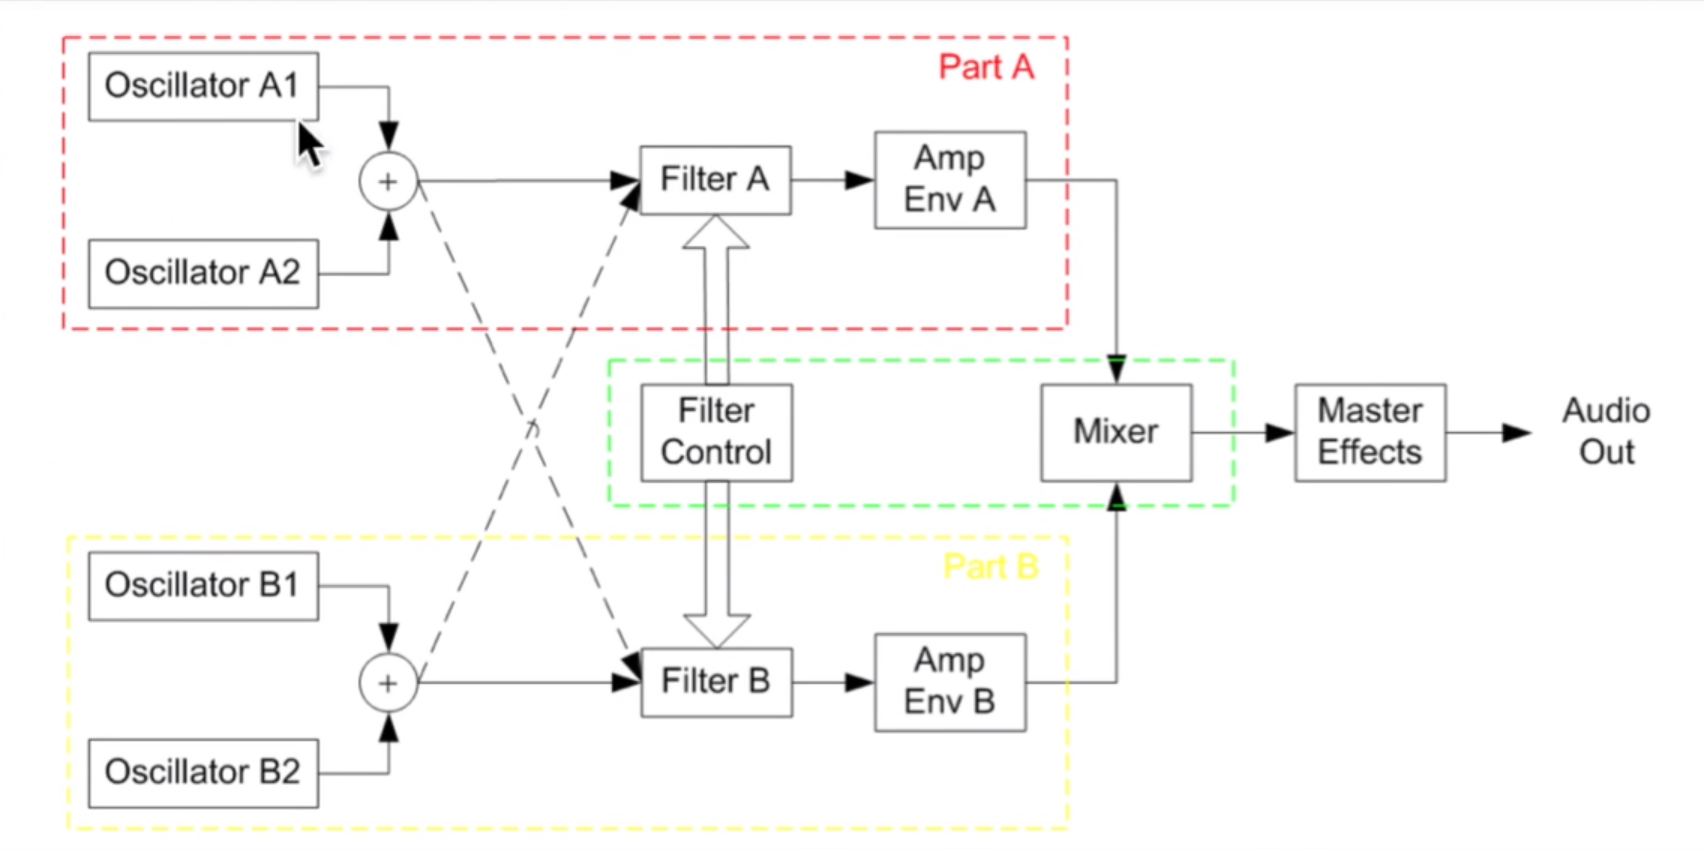 Part A
Oscillator A1
+
Oscillator A2
Filter A
Amp
Env A
Filter
Control
Mixer
Master
Effects
Audio
Out
Part B
Oscillator B1
+
Oscillator B2
Filter B
Amp
Env B